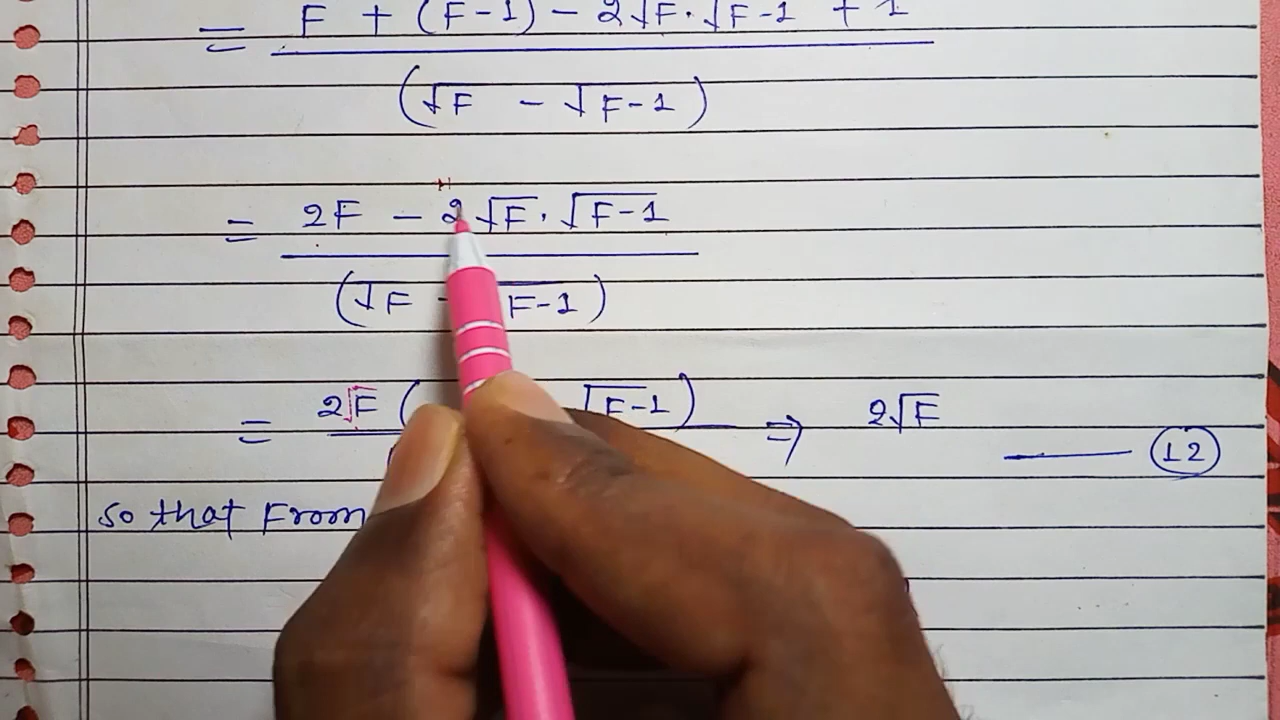 = F + (F-1) - 2√F·√F-1 + 1
(√F - √F-1)
= 2F - 2√F·√F-1
(√F - F-1)
= 2√F ( √F-1) ⇒ 2√F
12
so that From